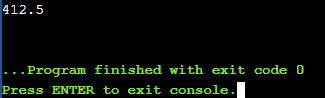 412.5
...Program finished with exit code 0
Press ENTER to exit console.